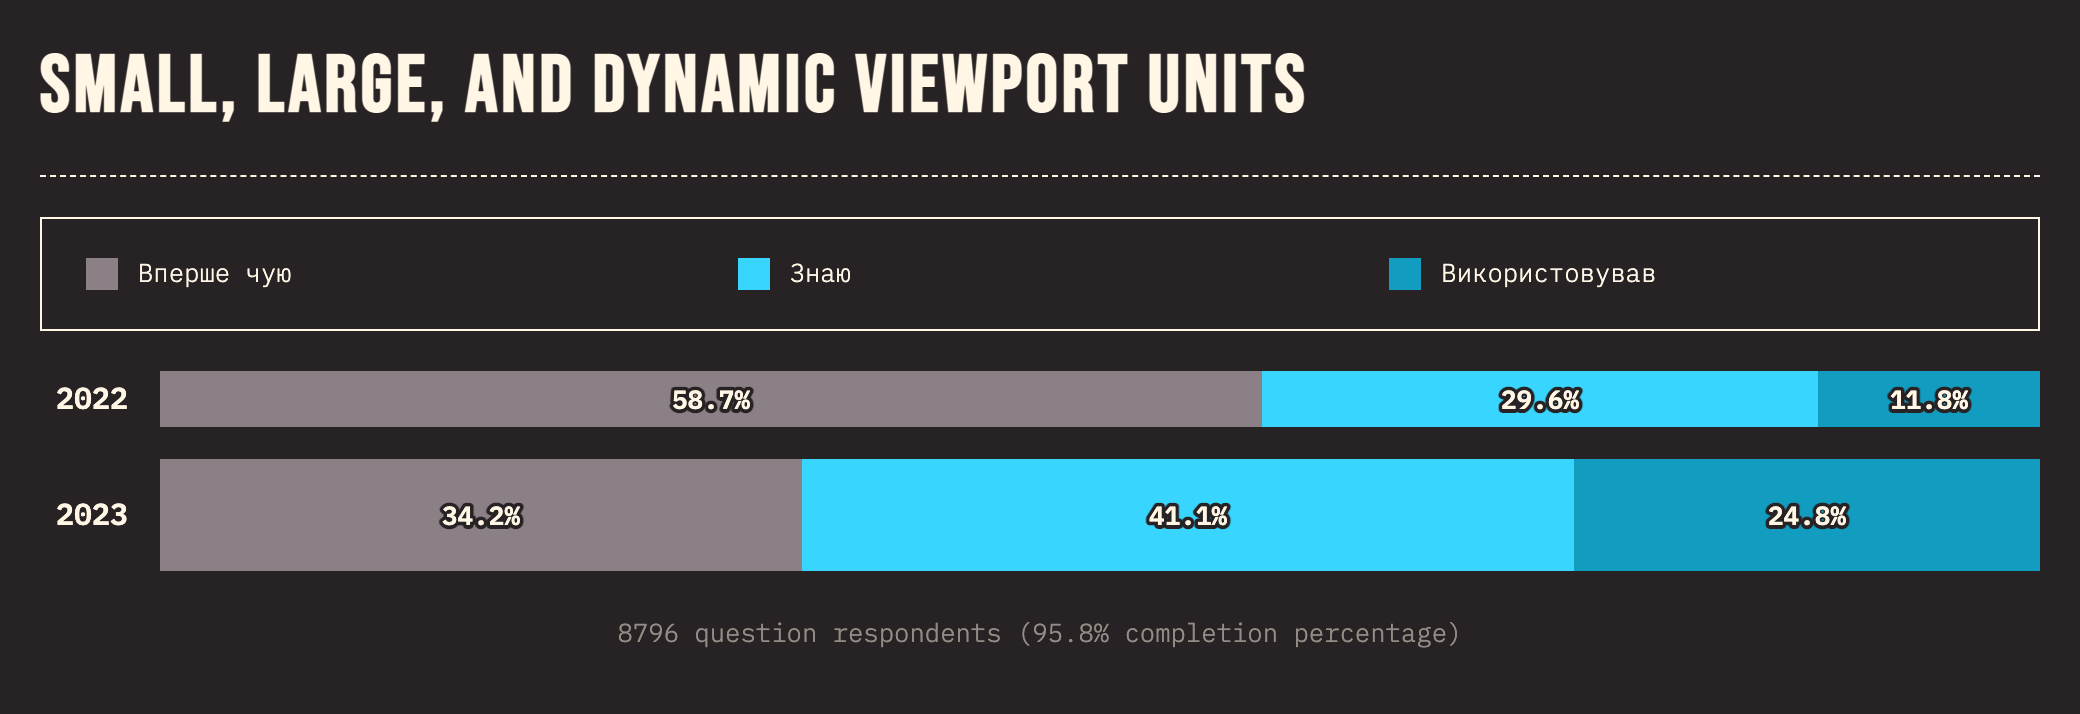 SMALL, LARGE, AND DYNAMIC VIEWPORT UNITS
Вперше чую
Знаю
Використовував
2022 58.7% 29.6% 11.8%
2023 34.2% 41.1% 24.8%
8796 question respondents (95.8% completion percentage)